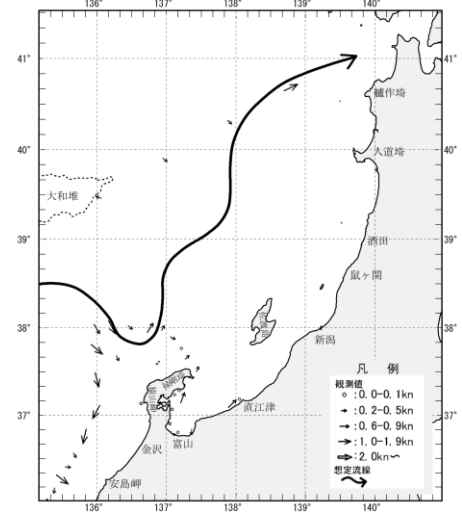 136° 137° 138° 139° 140°
41° 41°
艫作埼
40° 入道埼 40°
大和堆
39° 酒田 39°
鼠ヶ関
38° 佐渡島 38°
新潟
凡 例
観測値
:0.0-0.1kn
:0.2-0.5kn
37° 直江津 :0.6-0.9kn 37°
金沢 富山 :1.0-1.9kn
:2.0kn~
想定流線
安島岬
136° 137° 138° 139° 140°